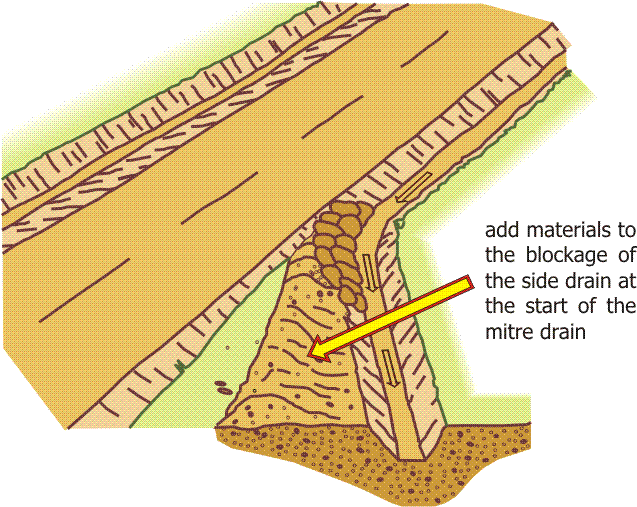 add materials to
the blockage of
the side drain at
the start of the
mitre drain